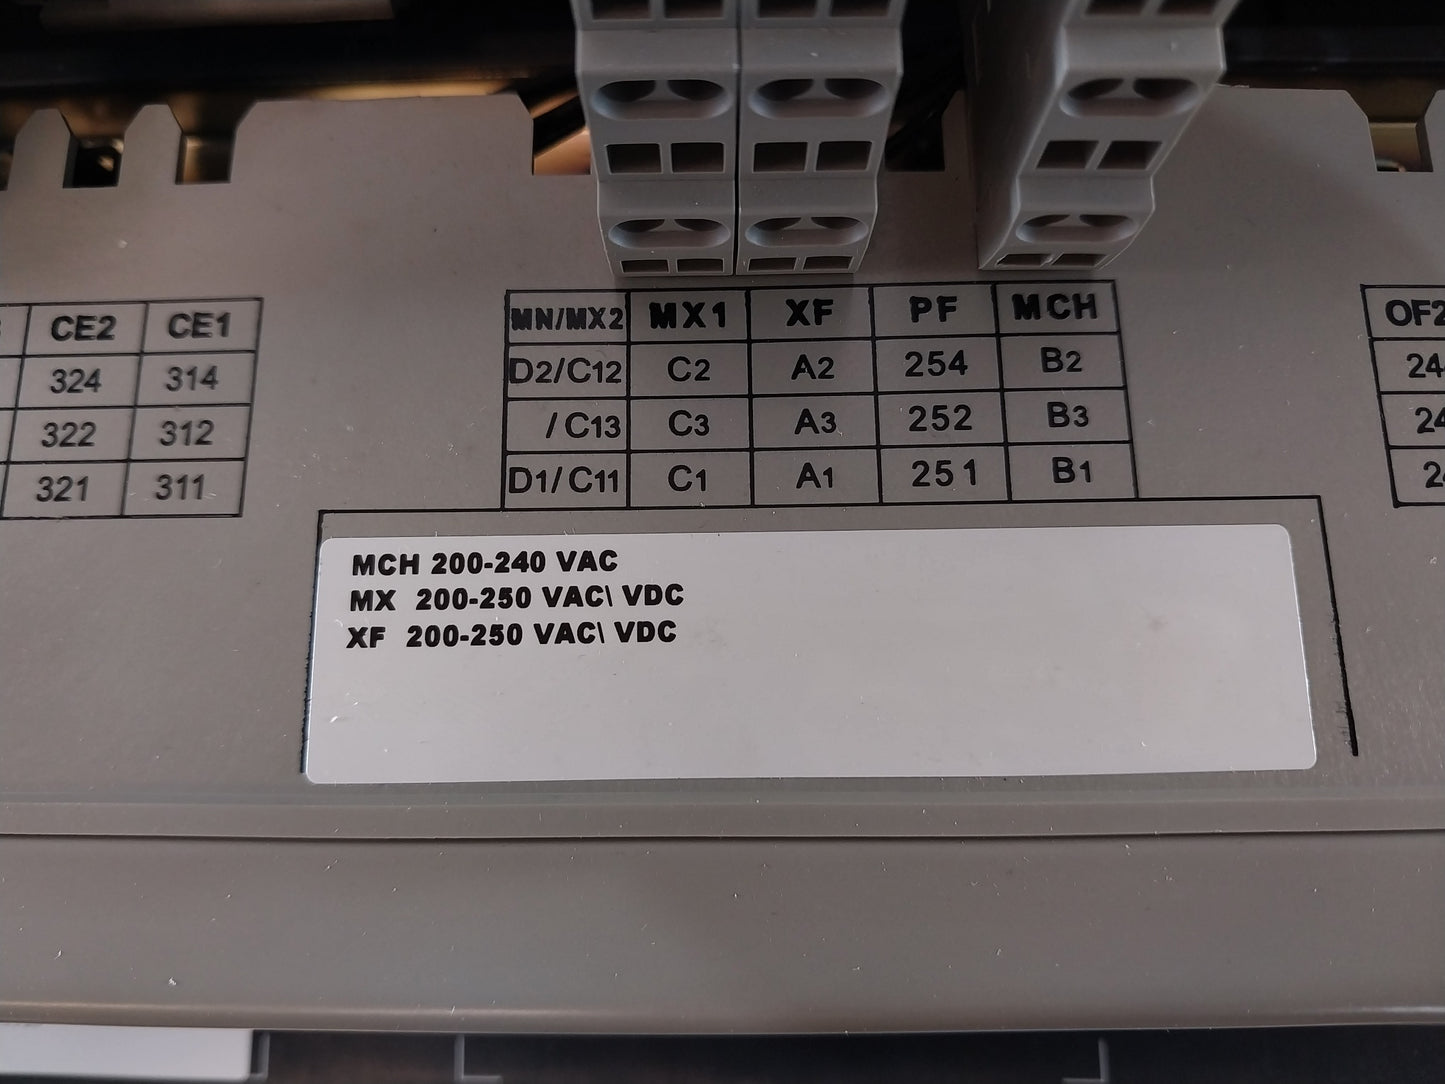 CE2 CE1
324 314
322 312
321 311
MN/MX2 MX1 XF PF MCH
D2/C12 C2 A2 254 B2
/C13 C3 A3 252 B3
D1/C11 C1 A1 251 B1
OF2
MCH 200-240 VAC
MX 200-250 VAC\ VDC
XF 200-250 VAC\ VDC